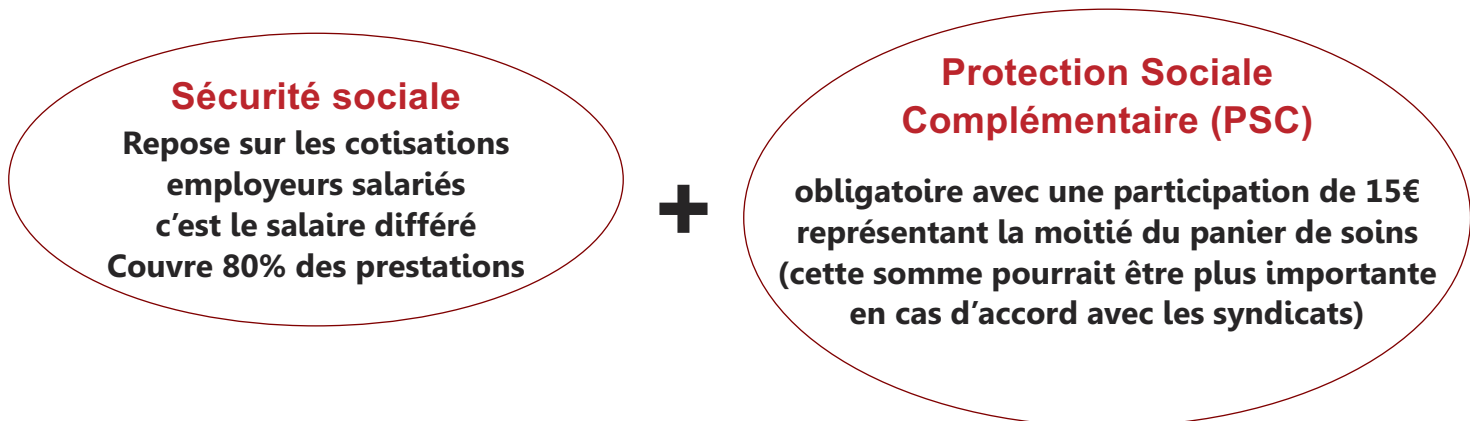 Sécurité sociale
Repose sur les cotisations
employeurs salariés
c’est le salaire différé
Couvre 80% des prestations
+
Protection Sociale
Complémentaire (PSC)
obligatoire avec une participation de 15€
représentant la moitié du panier de soins
(cette somme pourrait être plus importante
en cas d’accord avec les syndicats)